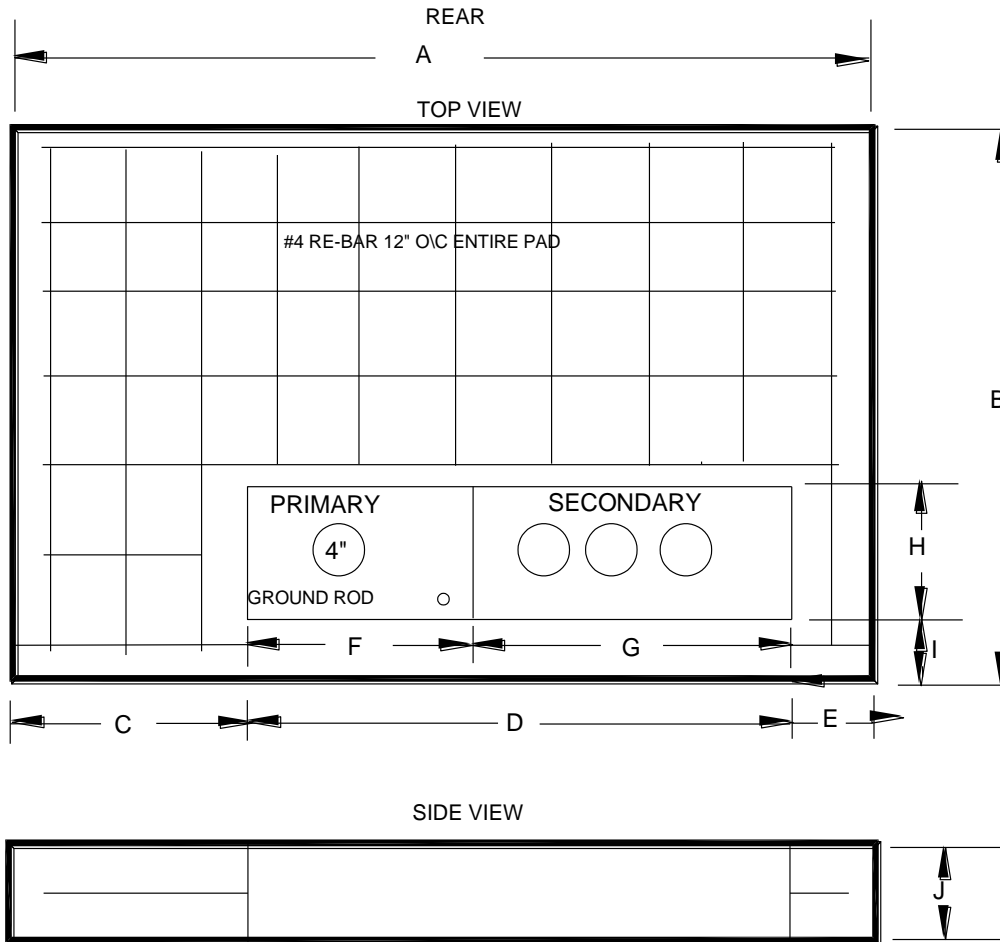 REAR
A
TOP VIEW
#4 RE-BAR 12" O\C ENTIRE PAD
B
PRIMARY
SECONDARY
4"
H
GROUND ROD
F
G
I
C
D
E
SIDE VIEW
J